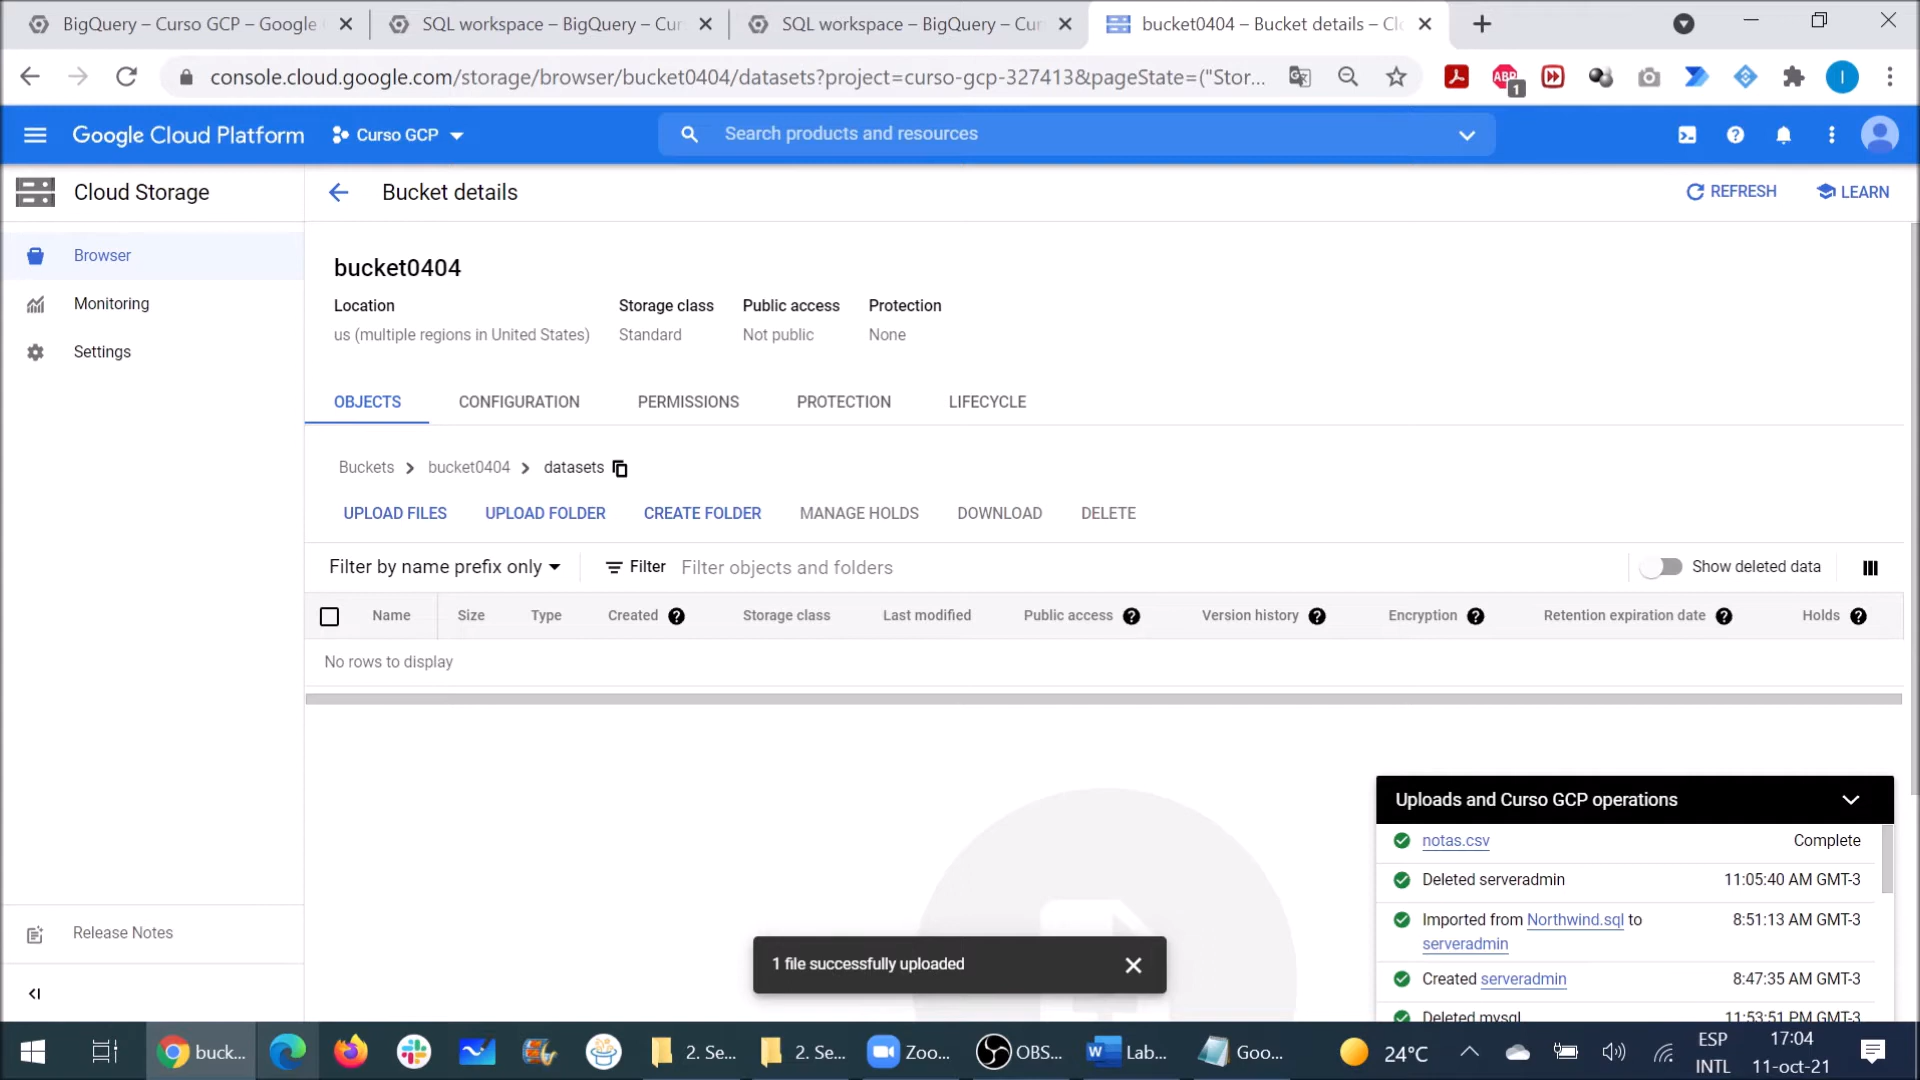 BigQuery – Curso GCP – Google
SQL workspace – BigQuery – Cur
SQL workspace – BigQuery – Cur
bucket0404 – Bucket details – Cl
console.cloud.google.com/storage/browser/bucket0404/datasets?project=curso-gcp-327413&pageState=("Stor...
ABP
1
I
Google Cloud Platform
Curso GCP
Search products and resources
Cloud Storage
Bucket details
REFRESH
LEARN
Browser
Monitoring
Settings
bucket0404
Location
Storage class
Public access
Protection
us (multiple regions in United States)
Standard
Not public
None
OBJECTS
CONFIGURATION
PERMISSIONS
PROTECTION
LIFECYCLE
Buckets > bucket0404 > datasets
UPLOAD FILES
UPLOAD FOLDER
CREATE FOLDER
MANAGE HOLDS
DOWNLOAD
DELETE
Filter by name prefix only
Filter
Filter objects and folders
Show deleted data
Name
Size
Type
Created
Storage class
Last modified
Public access
Version history
Encryption
Retention expiration date
Holds
No rows to display
Uploads and Curso GCP operations
notas.csv
Complete
Deleted serveradmin
11:05:40 AM GMT-3
Imported from Northwind.sql to
serveradmin
8:51:13 AM GMT-3
Created serveradmin
8:47:35 AM GMT-3
Deleted mysql
11:53:51 PM GMT-3
1 file successfully uploaded
Release Notes
buck...
2. Se...
2. Se...
Zoo...
OBS...
Lab...
Goo...
24°C
ESP
INTL
17:04
11-oct-21